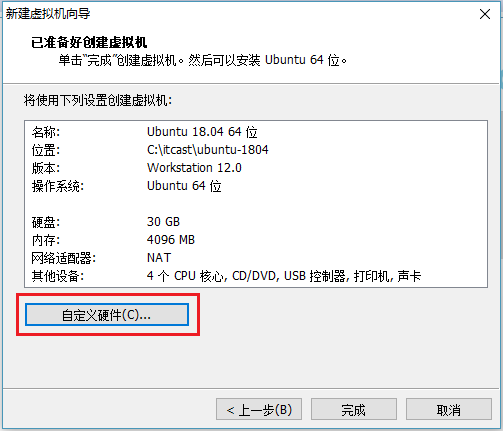 新建虚拟机向导
已准备好创建虚拟机
单击“完成”创建虚拟机。然后可以安装 Ubuntu 64 位。
将使用下列设置创建虚拟机:
名称: Ubuntu 18.04 64 位
位置: C:\itcast\ubuntu-1804
版本: Workstation 12.0
操作系统: Ubuntu 64 位
硬盘: 30 GB
内存: 4096 MB
网络适配器: NAT
其他设备: 4 个 CPU 核心, CD/DVD, USB 控制器, 打印机, 声卡
自定义硬件(C)...
< 上一步(B) 完成 取消